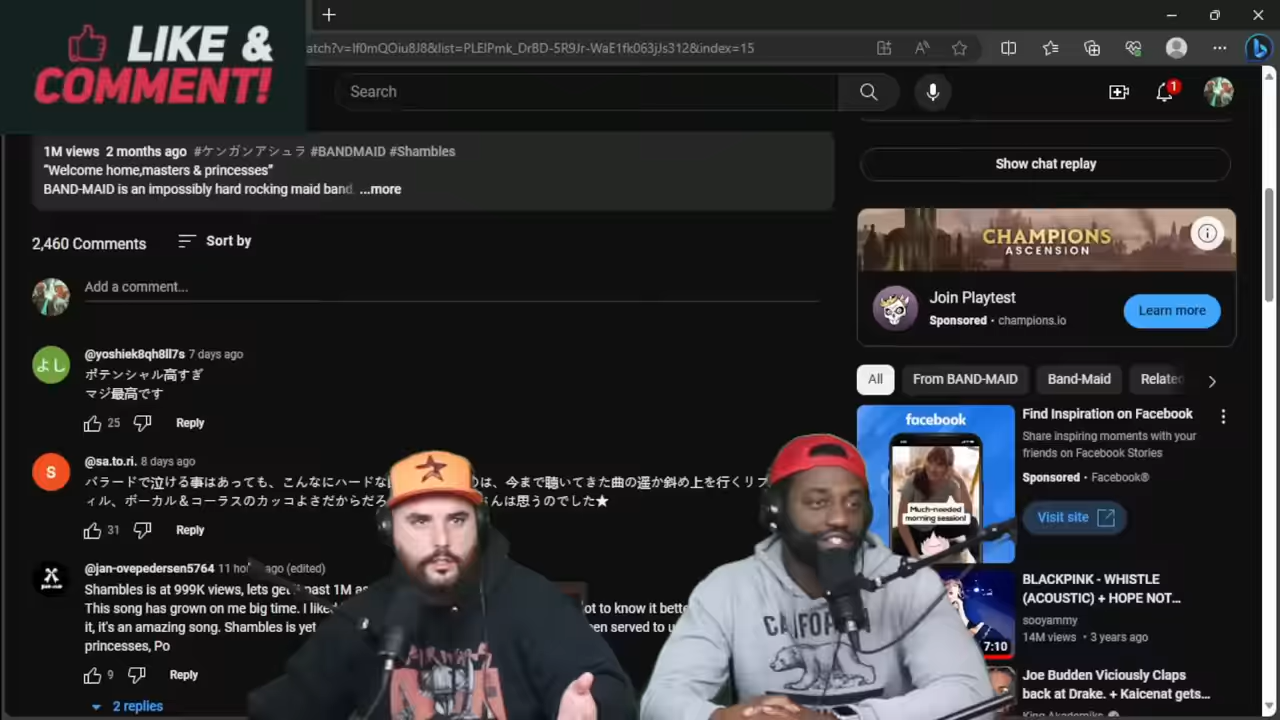 LIKE &
COMMENT!
atch?v=If0mQOiu8J8&list=PLElPmk_DrBD-5R9Jr-WaE1fk063jJs312&index=15
Search
1
1M views 2 months ago #ケンガンアシュラ #BANDMAID #Shambles
"Welcome home,masters & princesses"
BAND-MAID is an impossibly hard rocking maid band. ...more
2,460 Comments
Sort by
Add a comment...
よし
@yoshiek8qh8ll7s 7 days ago
ポテンシャル高すぎ
マジ最高です
25
Reply
S
@sa.to.ri. 8 days ago
バラードで泣ける事はあっても、こんなにハードな
は、今まで聴いてきた曲の遥か斜め上を行くリフ
ィル、ボーカル＆コーラスのカッコよさだからだろ
さんは思うのでした★
31
Reply
@jan-ovepedersen5764 11 ago (edited)
Shambles is at 999K views, lets get past 1M
This song has grown on me big time. I liked to know it
it, it's an amazing song. Shambles is yet served to
princesses, Po
9
Reply
2 replies
CALIFOR
Show chat replay
CHAMPIONS
ASCENSION
Join Playtest
Sponsored • champions.io
Learn more
All
From BAND-MAID
Band-Maid
Related
facebook
Much-needed
morning session!
Find Inspiration on Facebook
Share inspiring moments with your
friends on Facebook Stories
Sponsored • Facebook®
Visit site
7:10
BLACKPINK - WHISTLE
(ACOUSTIC) + HOPE NOT...
sooyammy
14M views • 3 years ago
Joe Budden Viciously Claps
back at Drake. + Kaicenat gets...
King Akademiks